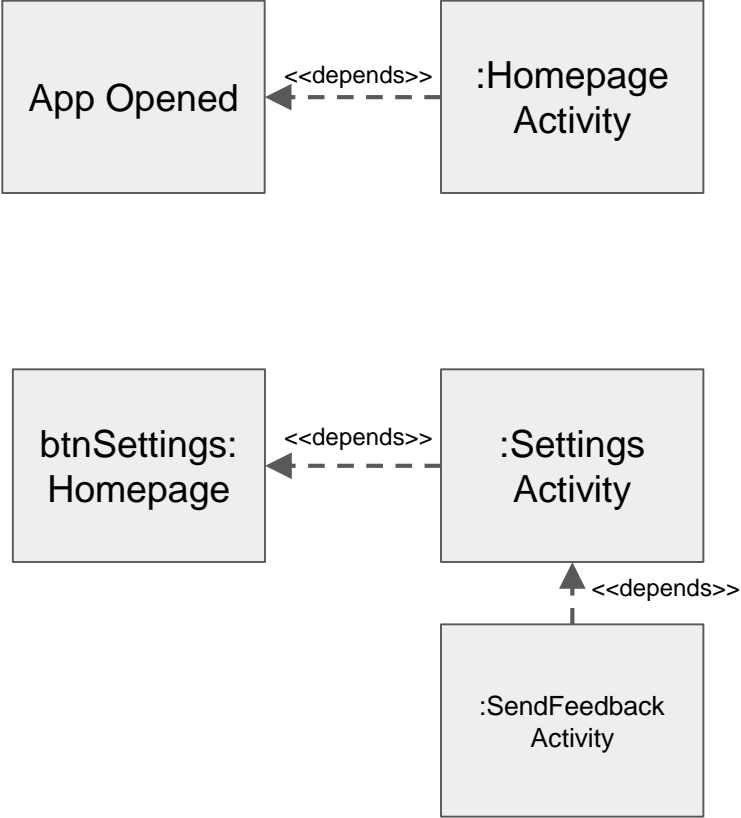 App Opened
<<depends>>
:Homepage
Activity
btnSettings:
Homepage
<<depends>>
:Settings
Activity
<<depends>>
:SendFeedback
Activity